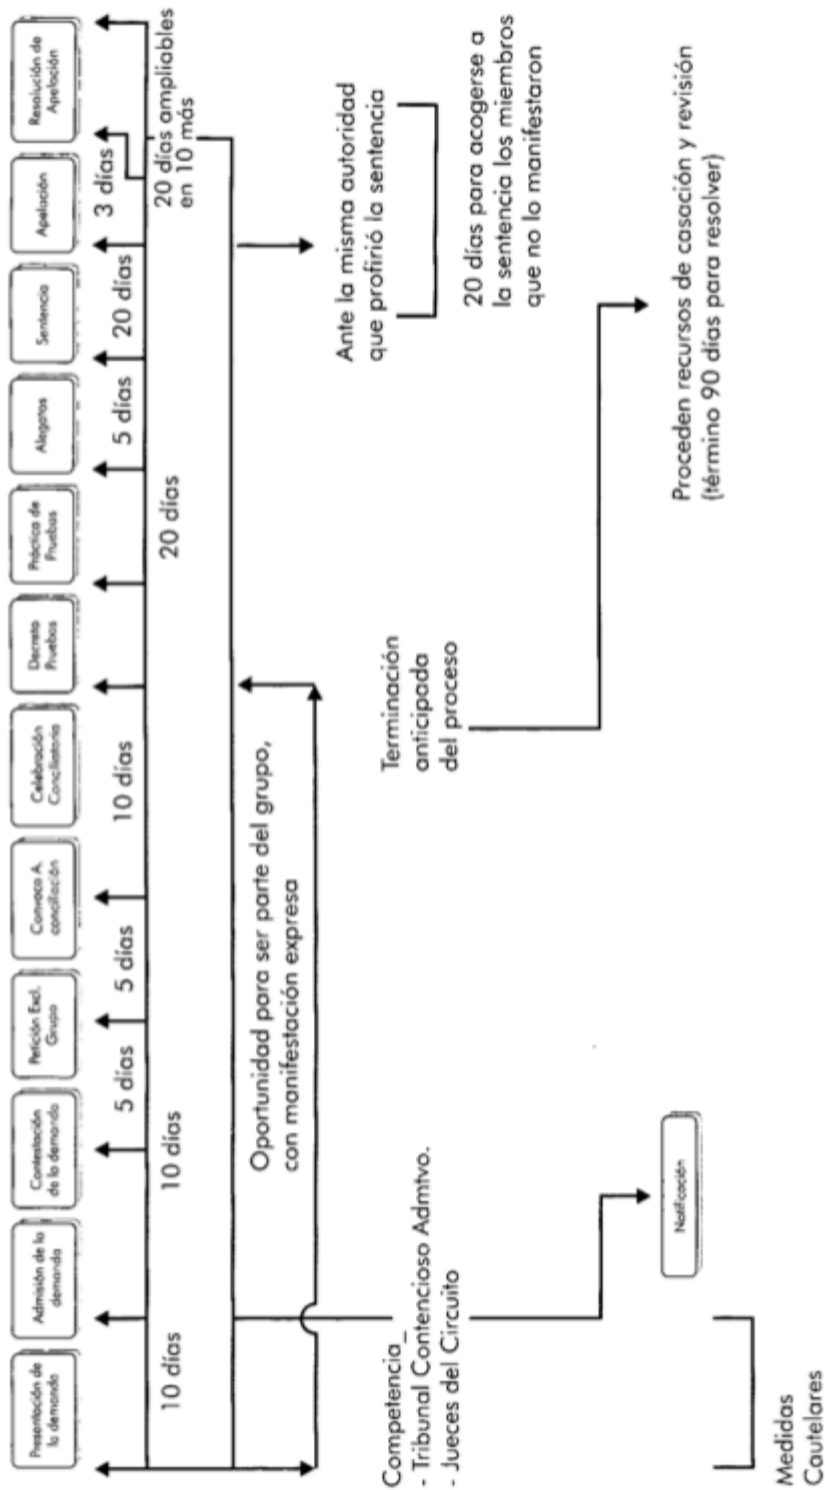 Presentación de
la demanda
Admisión de la
demanda
Contestación
de la demanda
Petición Excl.
Grupo
Convoca A.
conciliación
Celebración
Conciliatoria
Decreto
Pruebas
Práctica de
Pruebas
Alegatos
Sentencia
Apelación
Resolución de
Apelación
10 días
10 días
5 días
5 días
10 días
20 días
5 días
20 días
3 días
20 días ampliables
en 10 más
Oportunidad para ser parte del grupo,
con manifestación expresa
Ante la misma autoridad
que profirió la sentencia
20 días para acogerse a
la sentencia los miembros
que no lo manifestaron
Competencia_
- Tribunal Contencioso Admtvo.
- Jueces del Circuito
Terminación
anticipada
del proceso
Notificación
Proceden recursos de casación y revisión
(término 90 días para resolver)
Medidas
Cautelares